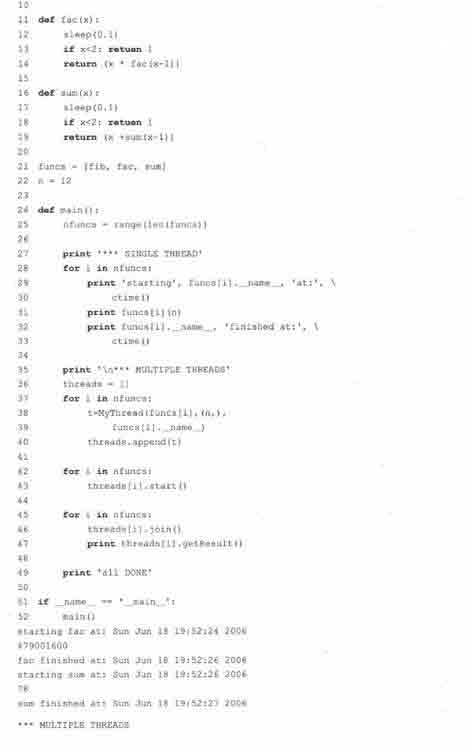 10
11 def fac(x):
12 sleep(0.1)
13 if x<2: retuen 1
14 return (x * fac(x-1))
15
16 def sum(x):
17 sleep(0.1)
18 if x<2: retuen 1
19 return (x +sum(x-1))
20
21 funcs = [fib, fac, sum]
22 n = 12
23
24 def main():
25 nfuncs = range(len(funcs))
26
27 print '*** SINGLE THREAD'
28 for i in nfuncs:
29 print 'starting', funcs[i].__name__, 'at:', \
30 ctime()
31 print funcs[i](n)
32 print funcs[i].__name__, 'finished at:', \
33 ctime()
34
35 print '\n*** MULTIPLE THREADS'
36 threads = []
37 for i in nfuncs:
38 t=MyThread(funcs[i],(n,),
39 funcs[i].__name__)
40 threads.append(t)
41
42 for i in nfuncs:
43 threads[i].start()
44
45 for i in nfuncs:
46 threads[i].join()
47 print threads[i].getResult()
48
49 print 'all DONE'
50
51 if __name__ == '__main__':
52 main()
starting fac at: Sun Jun 18 19:52:24 2006
479001600
fac finished at: Sun Jun 18 19:52:26 2006
starting sum at: Sun Jun 18 19:52:26 2006
78
sum finished at: Sun Jun 18 19:52:27 2006
*** MULTIPLE THREADS